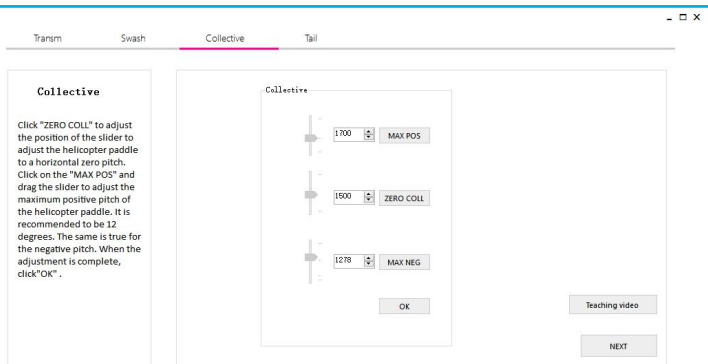 Transm Swash Collective Tail
Collective
Click "ZERO COLL" to adjust
the position of the slider to
adjust the helicopter paddle
to a horizontal zero pitch.
Click on the "MAX POS" and
drag the slider to adjust the
maximum positive pitch of
the helicopter paddle. It is
recommended to be 12
degrees. The same is true for
the negative pitch. When the
adjustment is complete,
click"OK" .
Collective
1700 MAX POS
1500 ZERO COLL
1278 MAX NEG
OK
Teaching video
NEXT